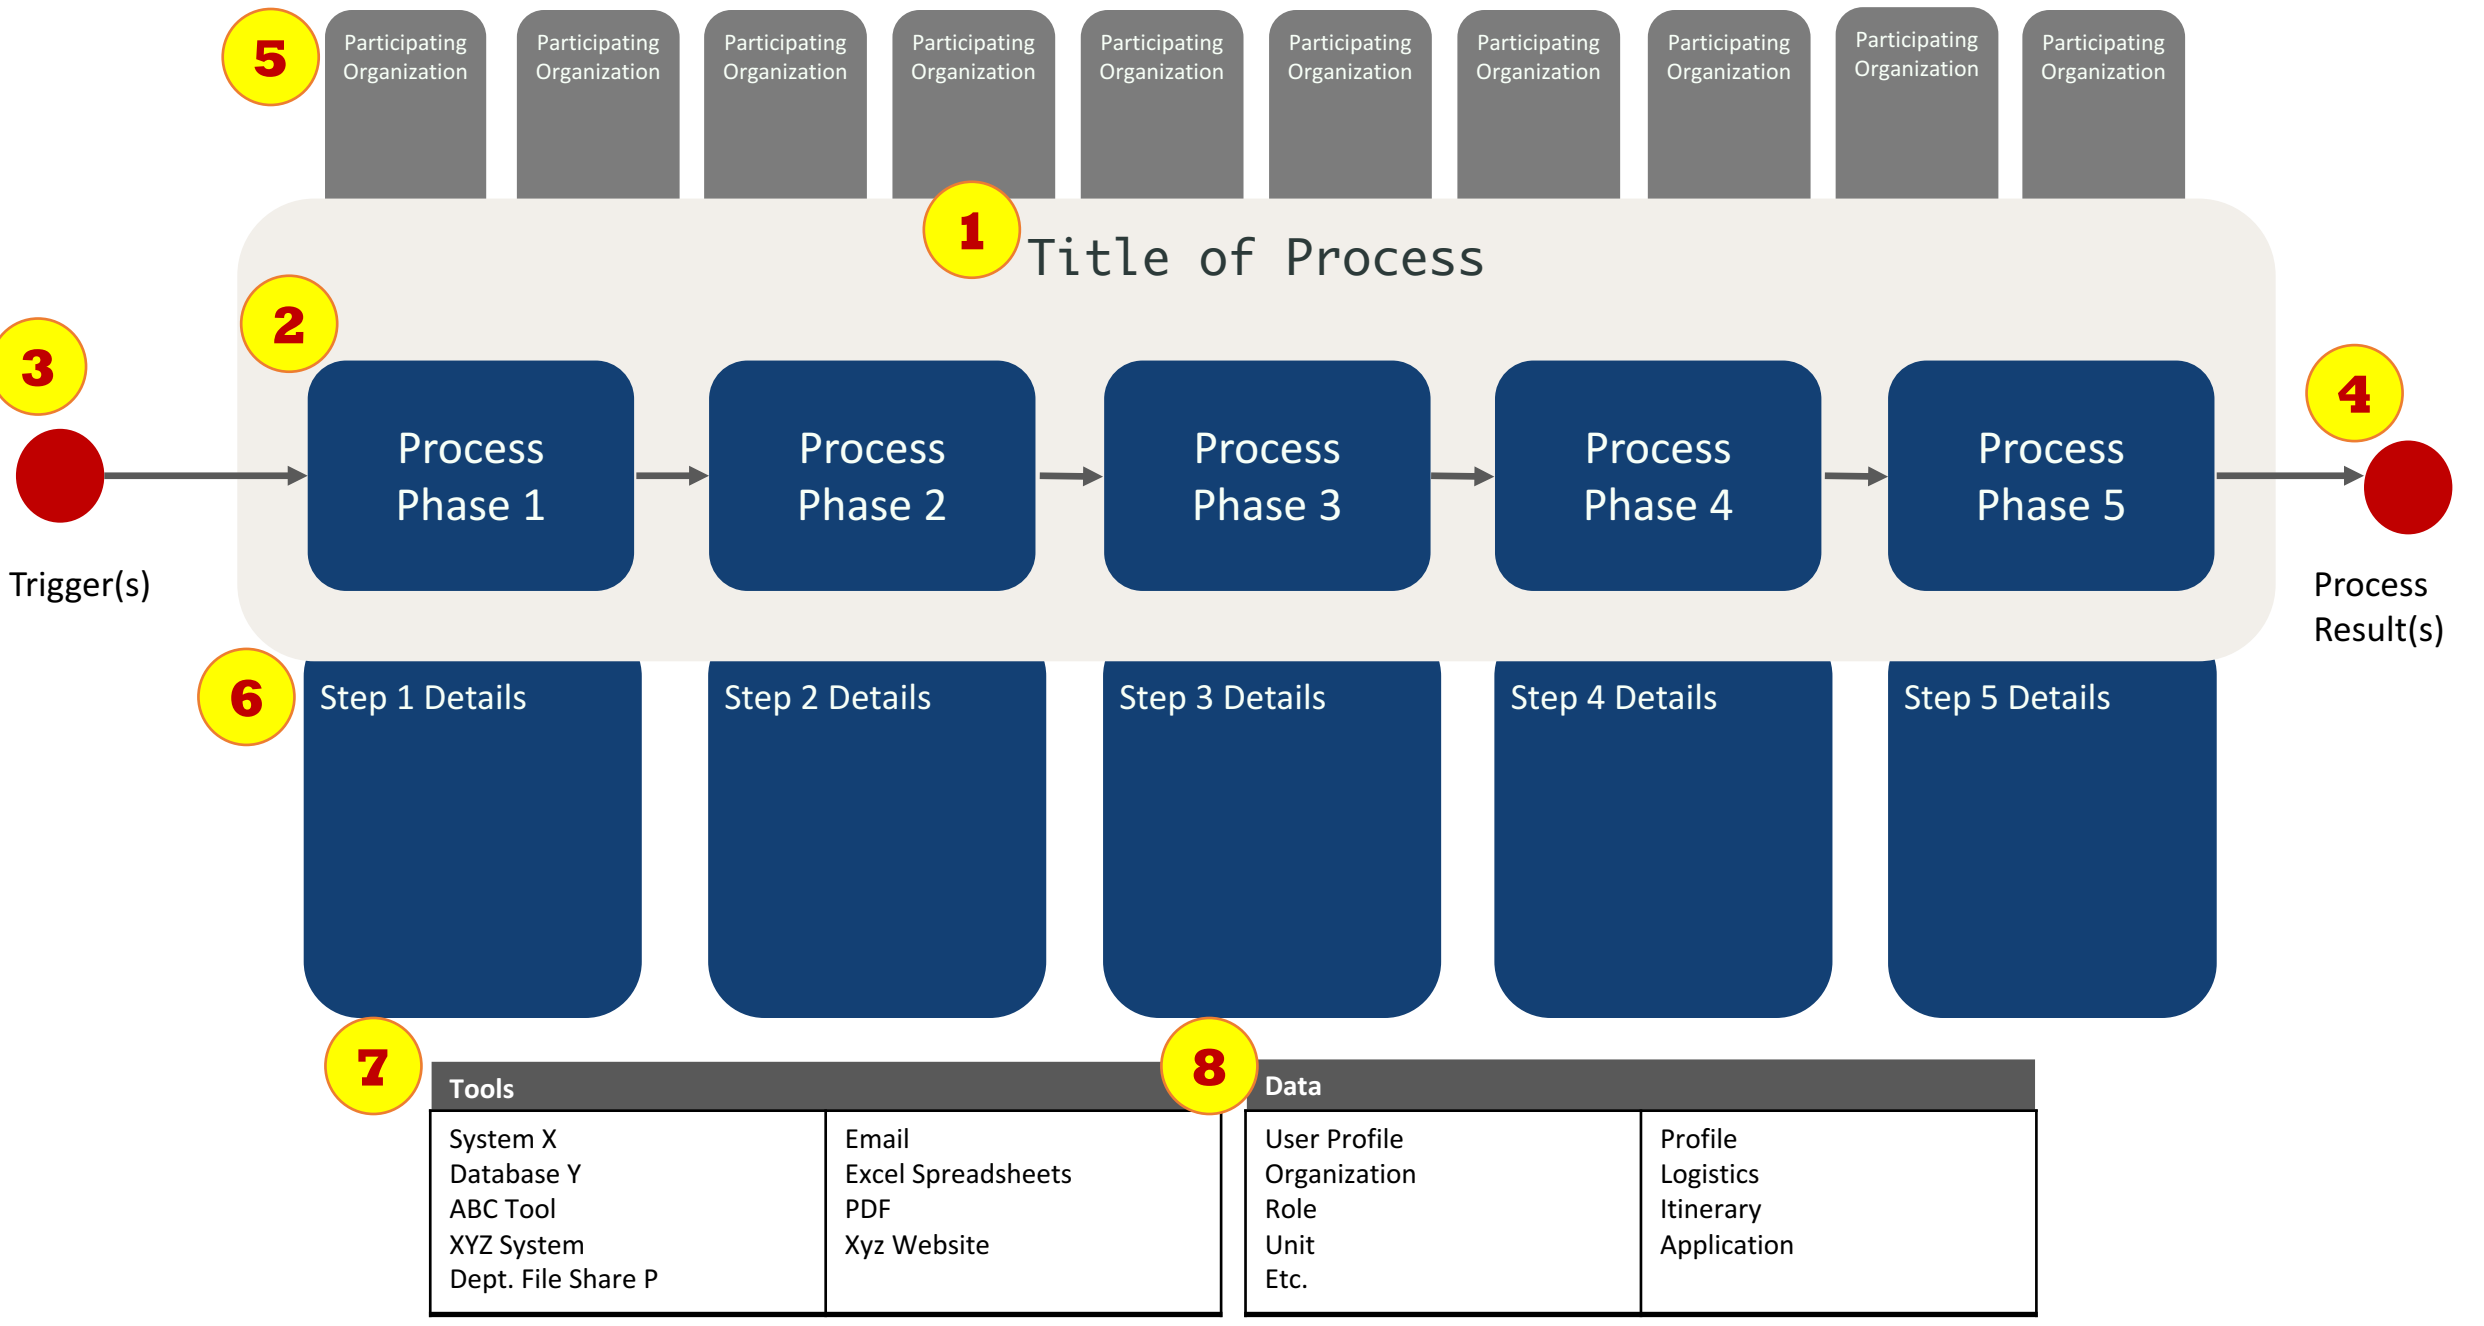 5
Participating
Organization
Participating
Organization
Participating
Organization
Participating
Organization
Participating
Organization
Participating
Organization
Participating
Organization
Participating
Organization
Participating
Organization
Participating
Organization
1
Title of Process
2
3
4
Process
Phase 1
Process
Phase 2
Process
Phase 3
Process
Phase 4
Process
Phase 5
Trigger(s)
Process
Result(s)
6
Step 1 Details
Step 2 Details
Step 3 Details
Step 4 Details
Step 5 Details
7
Tools
System X
Database Y
ABC Tool
XYZ System
Dept. File Share P
Email
Excel Spreadsheets
PDF
Xyz Website
8
Data
User Profile
Organization
Role
Unit
Etc.
Profile
Logistics
Itinerary
Application